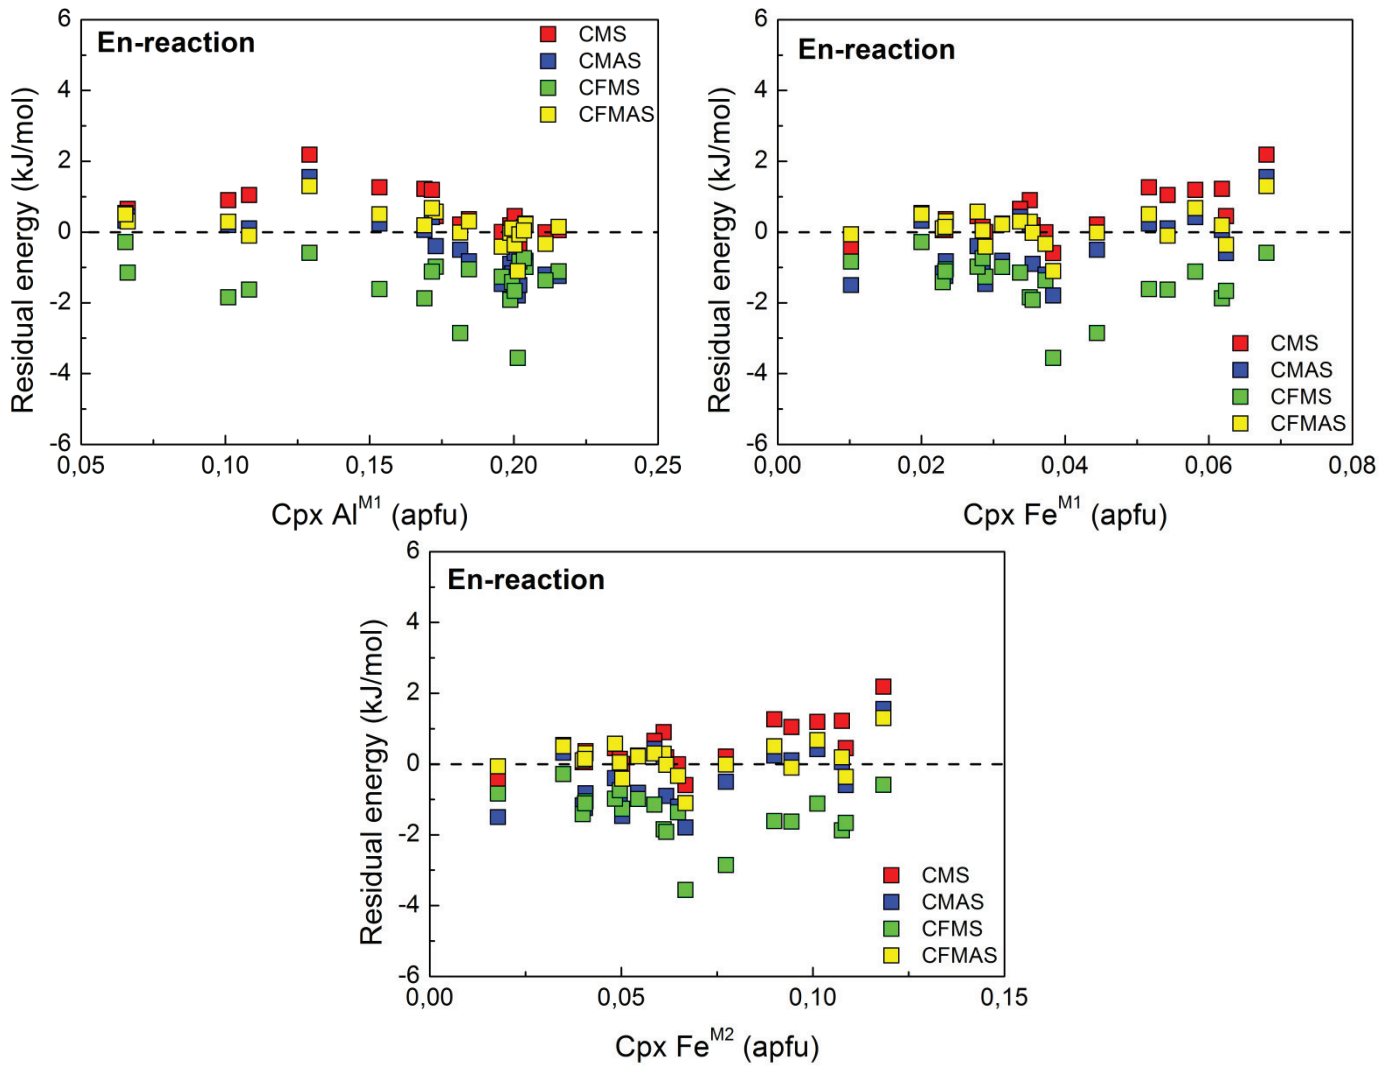 En-reaction
CMS
CMAS
CFMS
CFMAS
Residual energy (kJ/mol)
6
4
2
0
-2
-4
-6
0,05
0,10
0,15
0,20
0,25
Cpx Al^M1 (apfu)
En-reaction
CMS
CMAS
CFMS
CFMAS
Residual energy (kJ/mol)
6
4
2
0
-2
-4
-6
0,00
0,02
0,04
0,06
0,08
Cpx Fe^M1 (apfu)
En-reaction
CMS
CMAS
CFMS
CFMAS
Residual energy (kJ/mol)
6
4
2
0
-2
-4
-6
0,00
0,05
0,10
0,15
Cpx Fe^M2 (apfu)